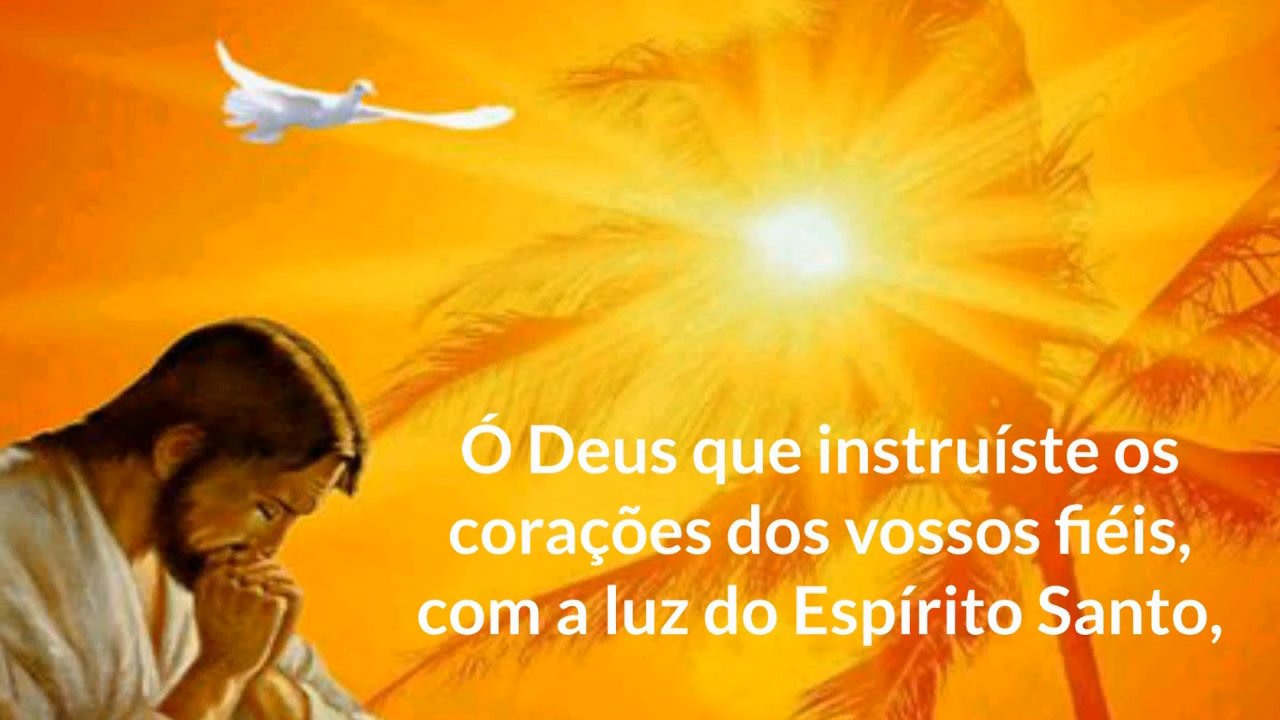 Ó Deus que instruíste os
corações dos vossos fiéis,
com a luz do Espírito Santo,